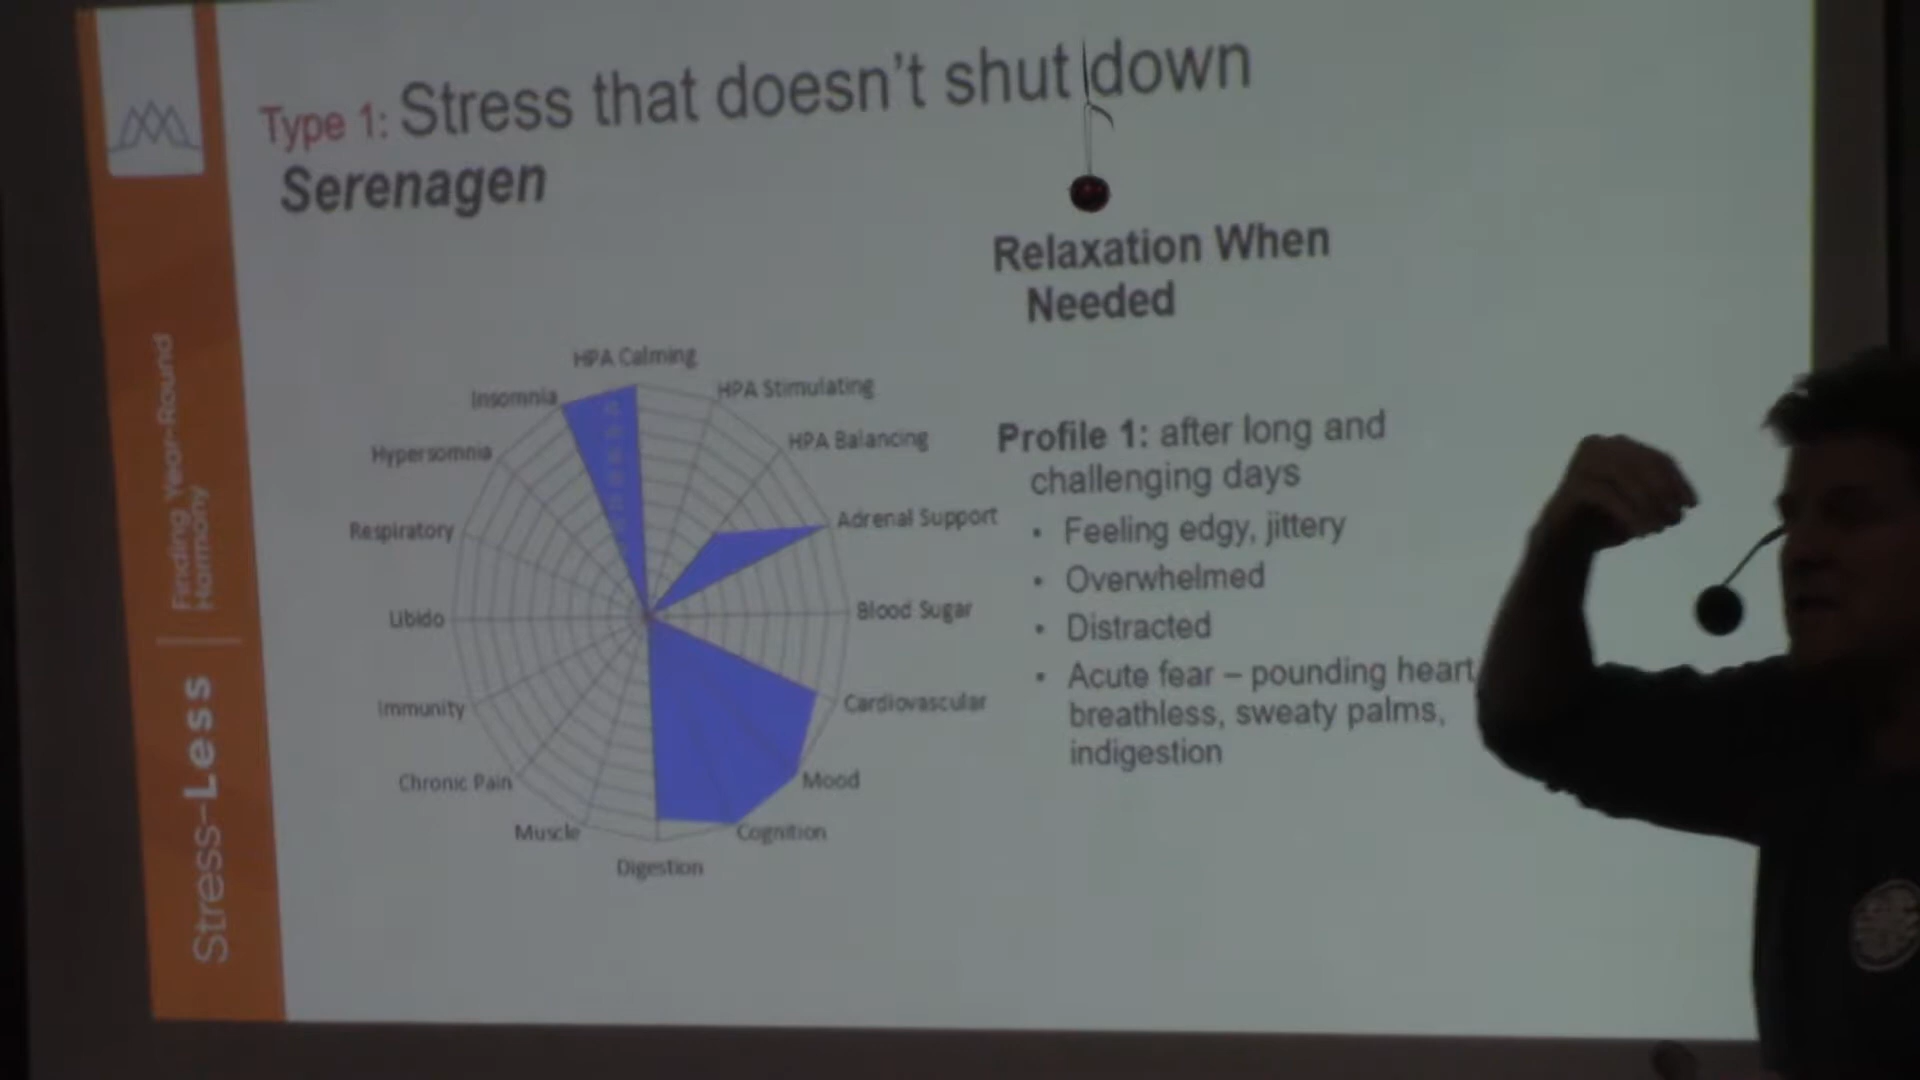 Type 1: Stress that doesn't shut down
Serenagen
Relaxation When
Needed
HPA Calming
HPA Stimulating
HPA Balancing
Adrenal Support
Blood Sugar
Cardiovascular
Mood
Cognition
Digestion
Muscle
Chronic Pain
Immunity
Libido
Respiratory
Hypersomnia
Insomnia
Profile 1: after long and
challenging days
• Feeling edgy, jittery
• Overwhelmed
• Distracted
• Acute fear – pounding heart
breathless, sweaty palms,
indigestion
Stress-Less
Finding Year-Round
Harmony